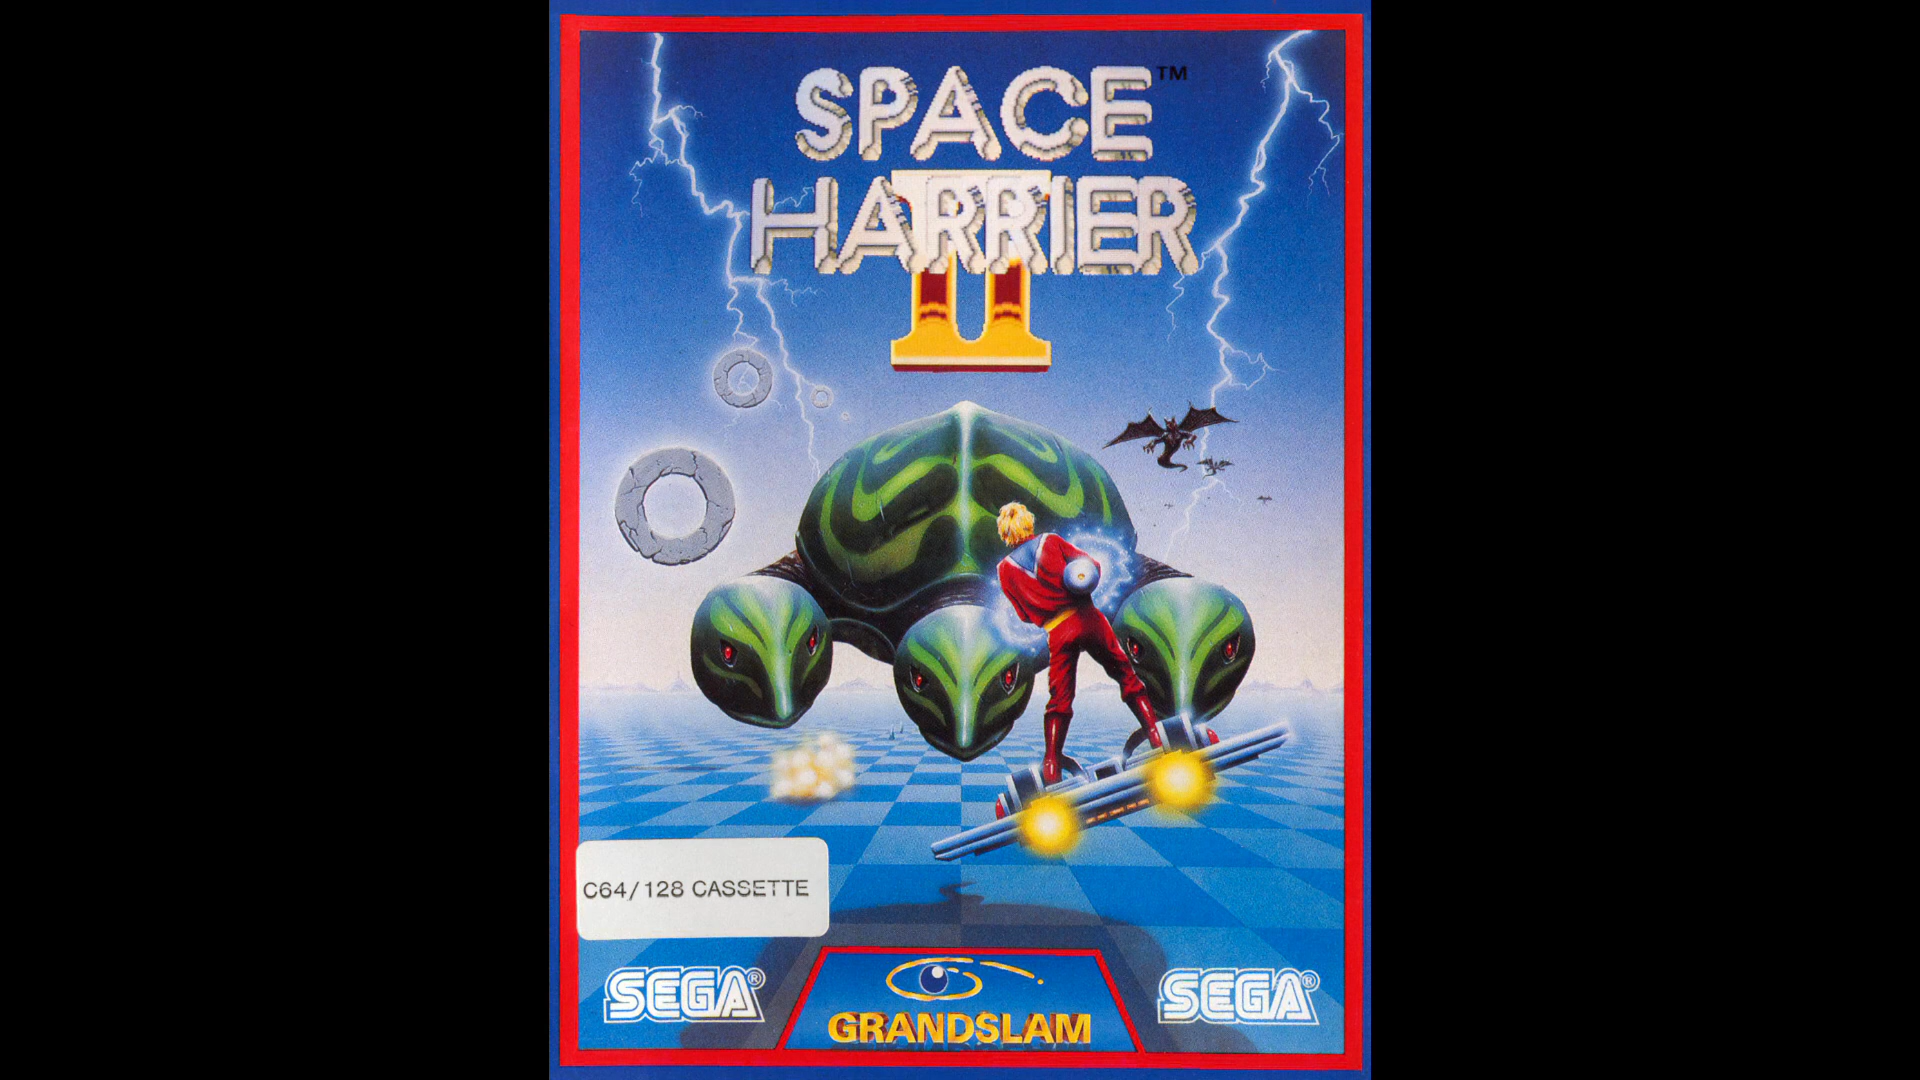 SPACE™
HARRIER
II
C64/128 CASSETTE
SEGA®
GRANDSLAM
SEGA®